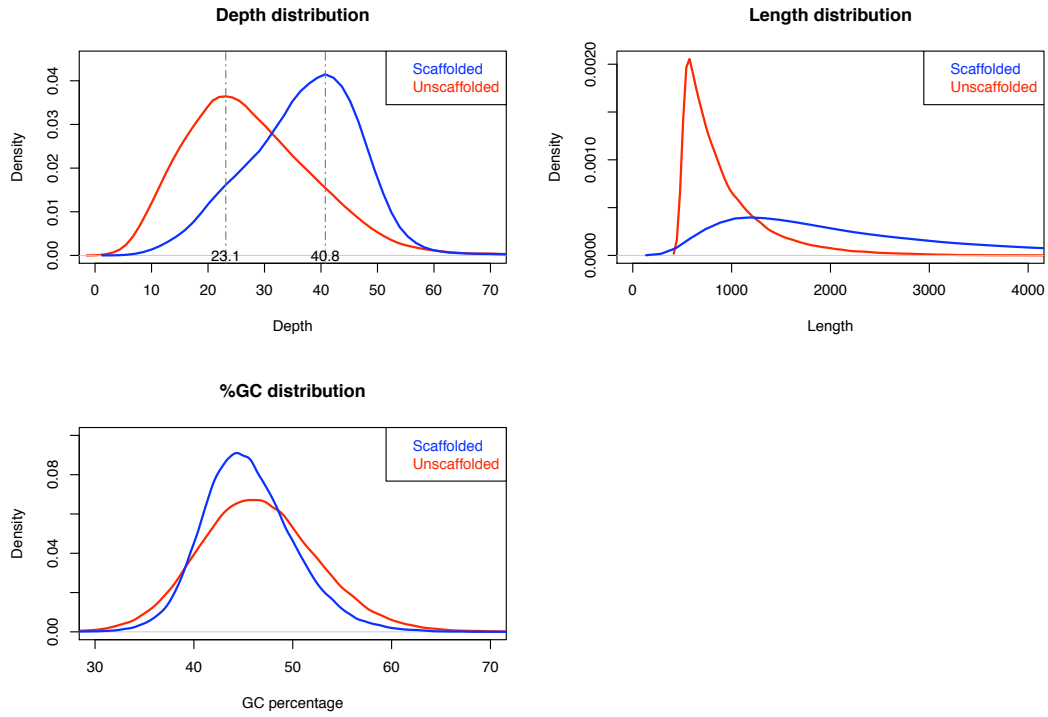 Depth distribution
Density
0.00 0.01 0.02 0.03 0.04
Scaffolded
Unscaffolded
23.1 40.8
0 10 20 30 40 50 60 70
Depth
Length distribution
Density
0.0000 0.0010 0.0020
Scaffolded
Unscaffolded
0 1000 2000 3000 4000
Length
%GC distribution
Density
0.00 0.04 0.08
Scaffolded
Unscaffolded
30 40 50 60 70
GC percentage